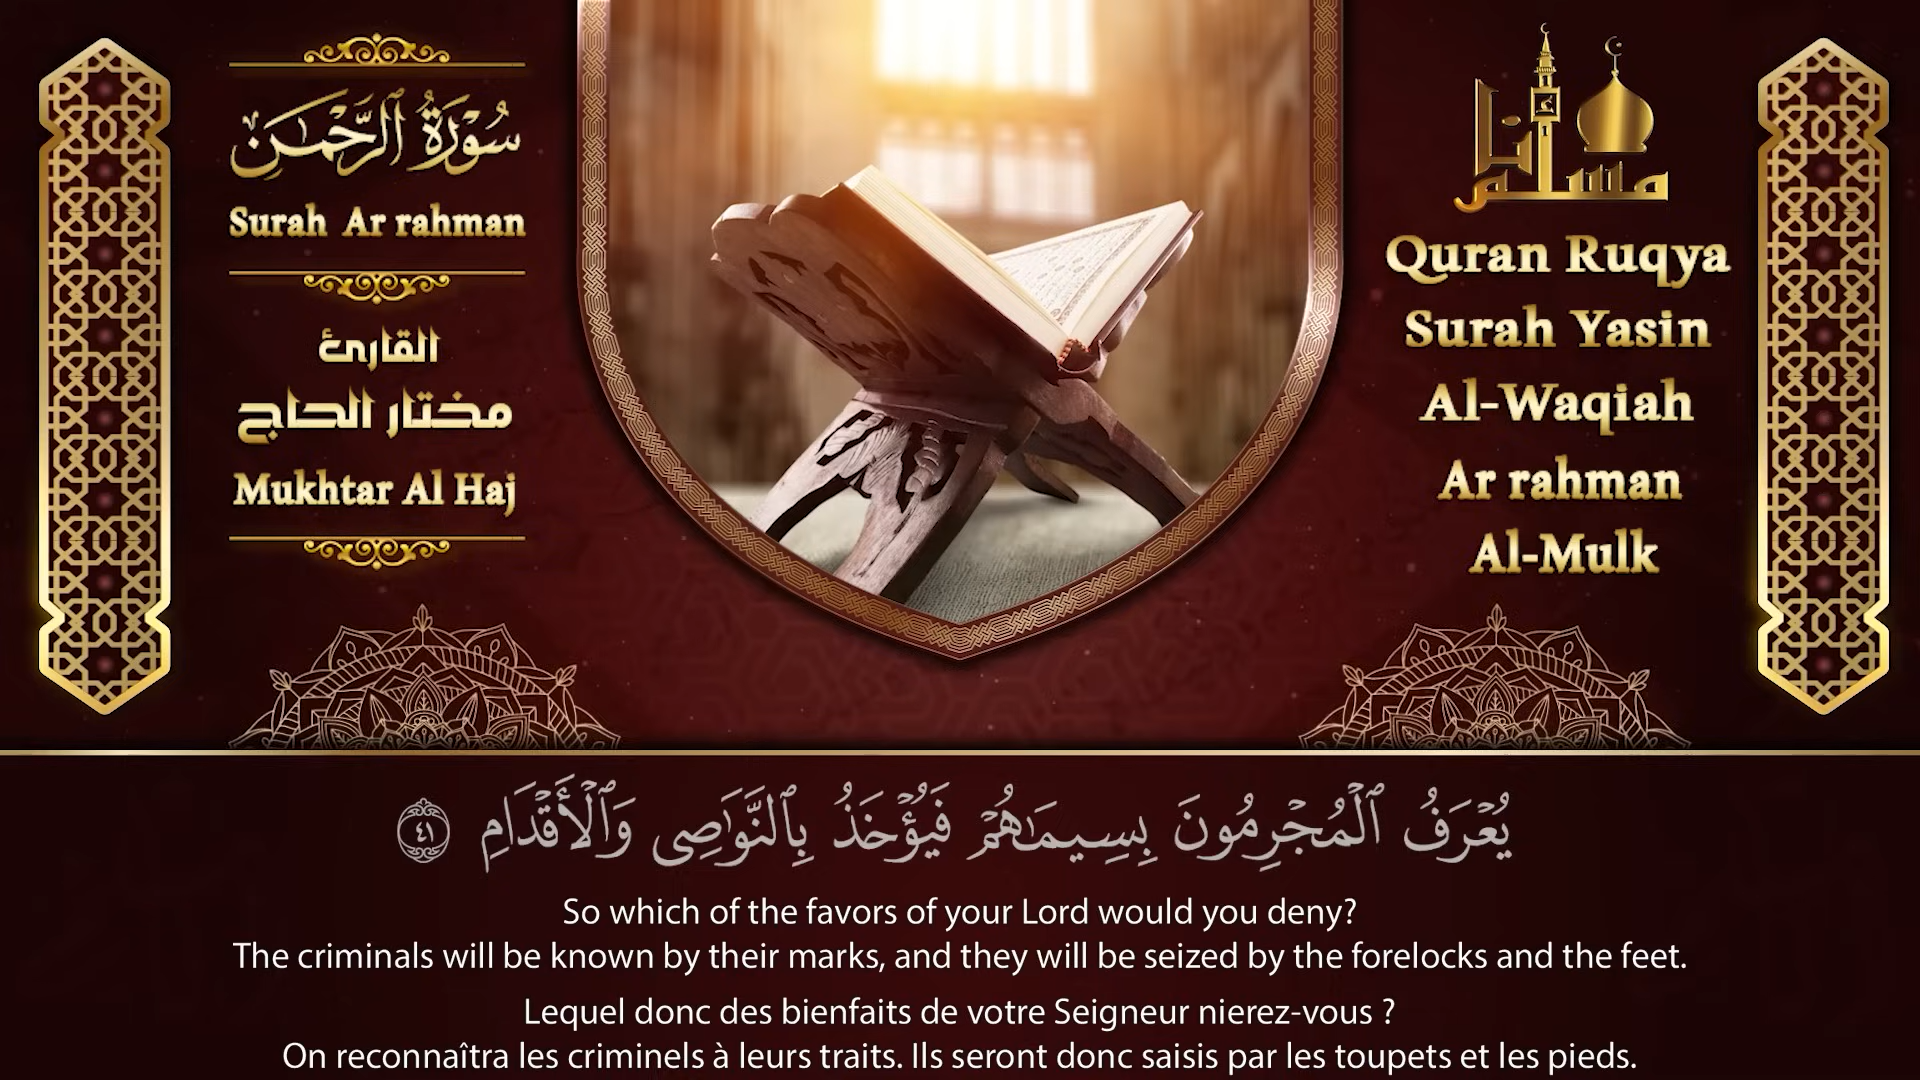 سُورَةُ ٱلرَّحْمَـٰن
Surah Ar rahman
القارئ
مختار الحاج
Mukhtar Al Haj
أنا
مسلم
Quran Ruqya
Surah Yasin
Al-Waqiah
Ar rahman
Al-Mulk
يُعْرَفُ ٱلْمُجْرِمُونَ بِسِيمَـٰهُمْ فَيُؤْخَذُ بِٱلنَّوَٰصِى وَٱلْأَقْدَامِ ٤١
So which of the favors of your Lord would you deny?
The criminals will be known by their marks, and they will be seized by the forelocks and the feet.
Lequel donc des bienfaits de votre Seigneur nierez-vous ?
On reconnaîtra les criminels à leurs traits. Ils seront donc saisis par les toupets et les pieds.